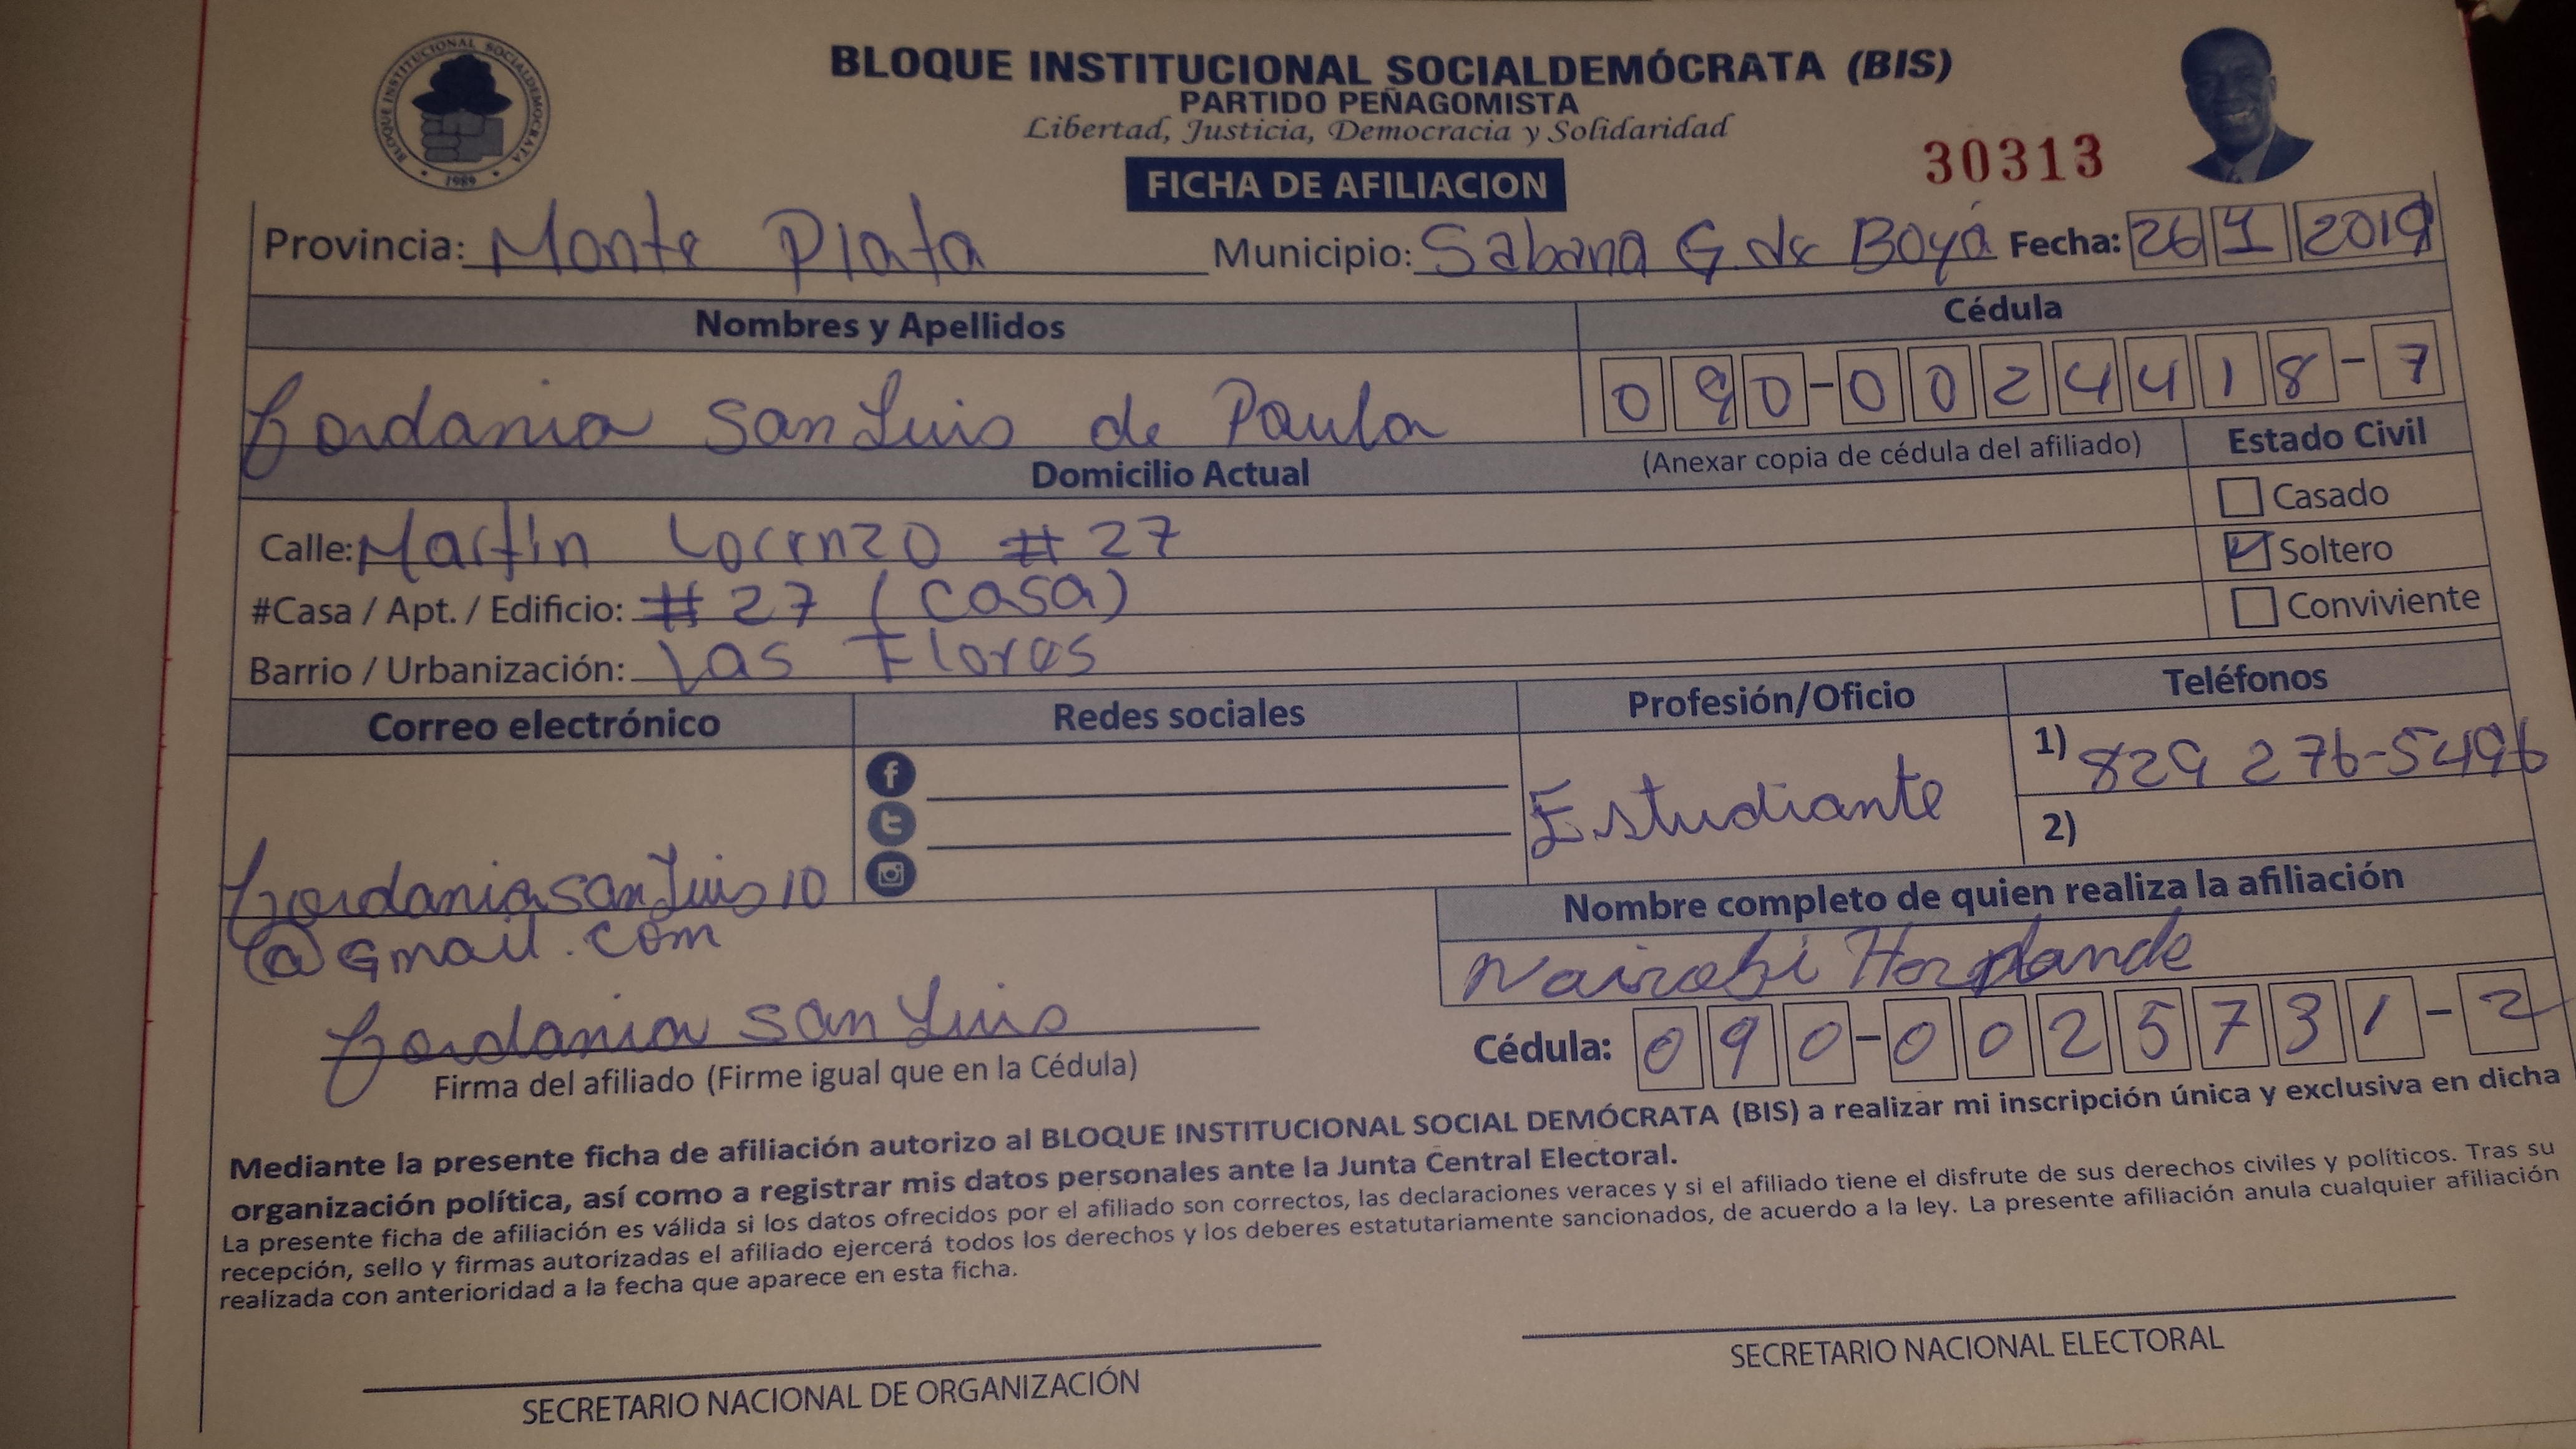 BLOQUE INSTITUCIONAL SOCIALDEMOCRATA
1989
BLOQUE INSTITUCIONAL SOCIALDEMÓCRATA (BIS)
PARTIDO PEÑAGOMISTA
Libertad, Justicia, Democracia y Solidaridad
30313
FICHA DE AFILIACION
Provincia: Monte Plata Municipio: Sabana G. de Boyá Fecha: 26 1 2019
Nombres y Apellidos Cédula
Yordania San Luis de Paula 090-0024418-7
Domicilio Actual (Anexar copia de cédula del afiliado) Estado Civil
Casado
Calle: Martin Lorenzo #27 Soltero
#Casa / Apt. / Edificio: #27 (casa) Conviviente
Barrio / Urbanización: Las Flores
Correo electrónico Redes sociales Profesión/Oficio Teléfonos
1) 829 276-5496
Estudiante
2)
Yordaniasanluis10
@Gmail.com
Nombre completo de quien realiza la afiliación
Nairobi
Yordania San Luis
Cédula: 090-0025731-2
Firma del afiliado (Firme igual que en la Cédula)
Mediante la presente ficha de afiliación autorizo al BLOQUE INSTITUCIONAL SOCIAL DEMÓCRATA (BIS) a realizar mi inscripción única y exclusiva en dicha
organización política, así como a registrar mis datos personales ante la Junta Central Electoral.
La presente ficha de afiliación es válida si los datos ofrecidos por el afiliado son correctos, las declaraciones veraces y si el afiliado tiene el disfrute de sus derechos civiles y políticos. Tras su
recepción, sello y firmas autorizadas el afiliado ejercerá todos los derechos y los deberes estatutariamente sancionados, de acuerdo a la ley. La presente afiliación anula cualquier afiliación
realizada con anterioridad a la fecha que aparece en esta ficha.
SECRETARIO NACIONAL DE ORGANIZACIÓN
SECRETARIO NACIONAL ELECTORAL